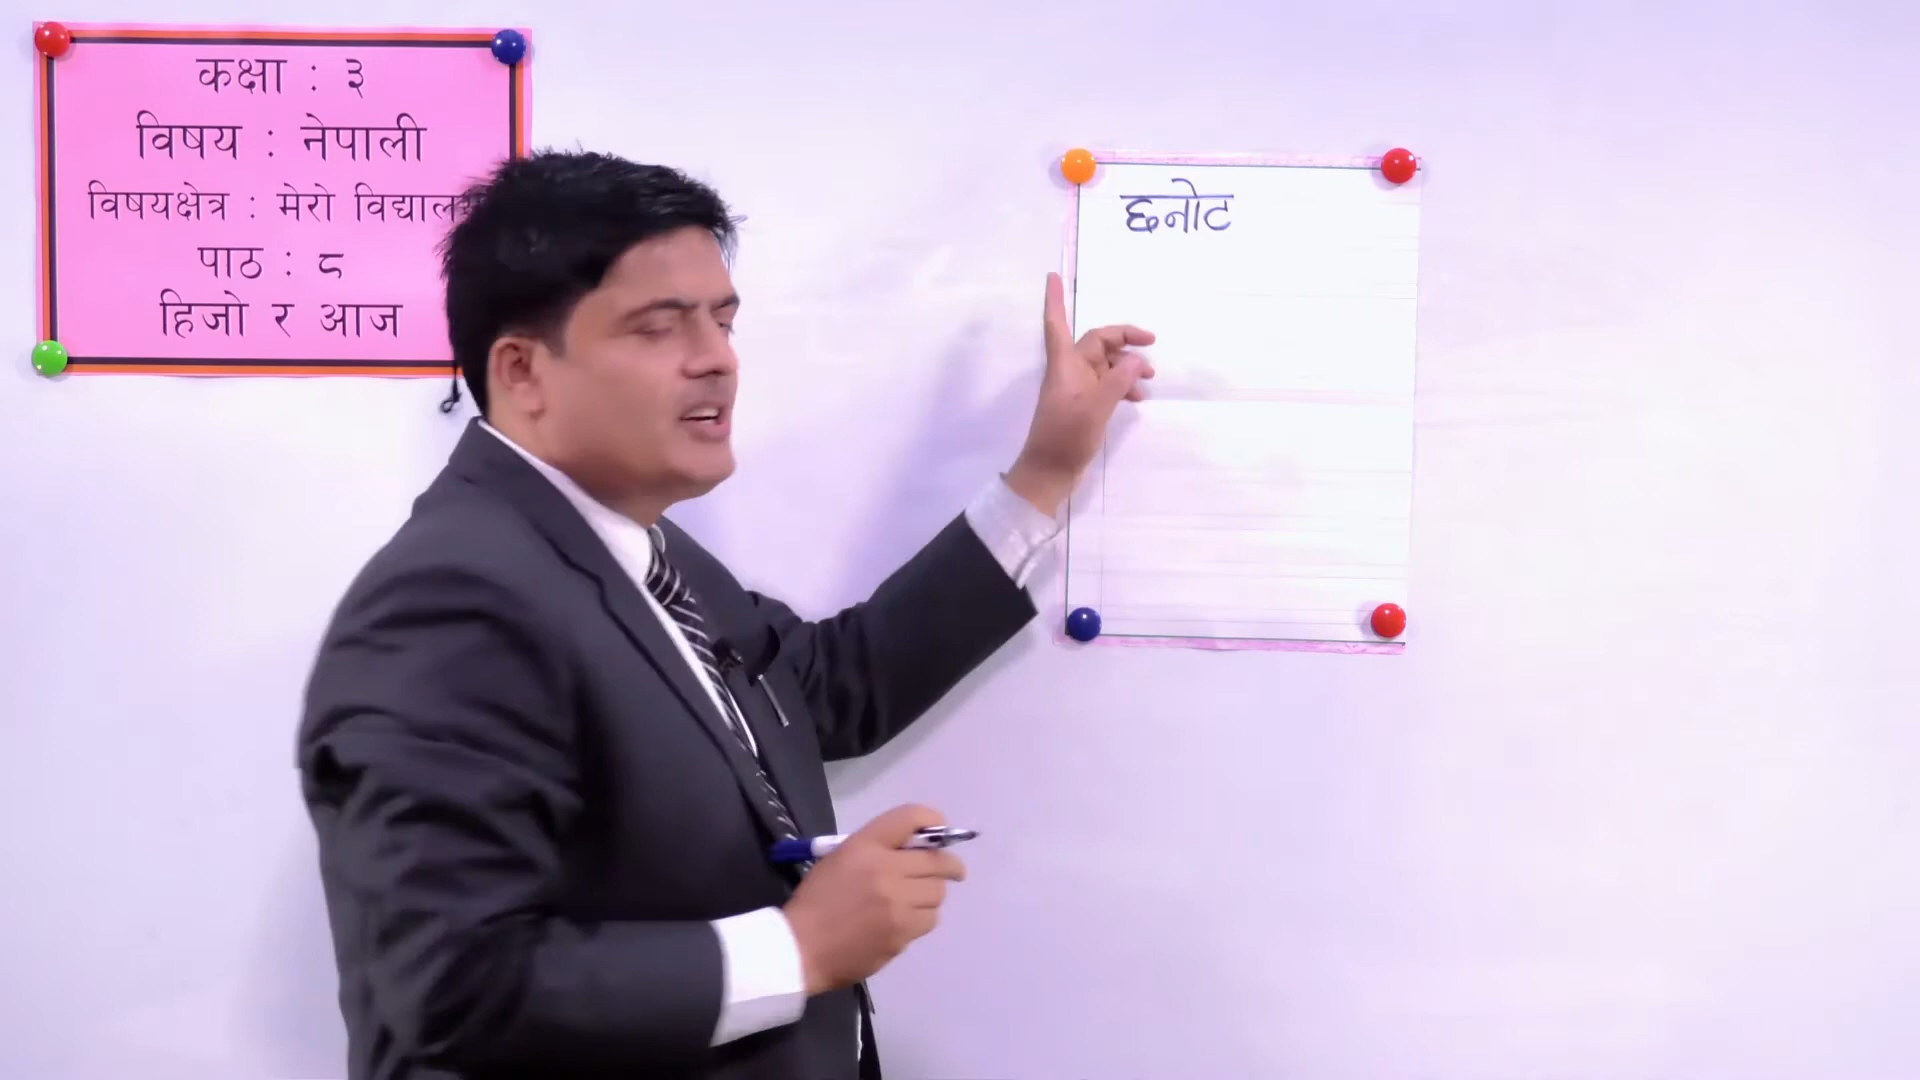 कक्षा : ३
विषय : नेपाली
विषयक्षेत्र : मेरो
पाठ : ८
हिजो र आज
छनोट